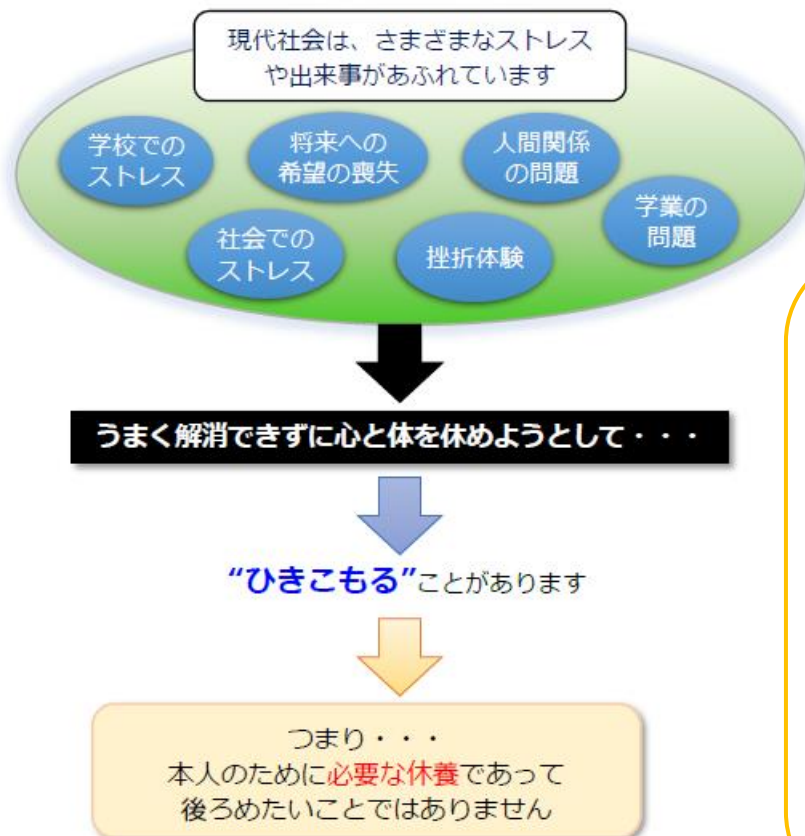 現代社会は、さまざまなストレス
や出来事があふれています
学校での
ストレス
将来への
希望の喪失
人間関係
の問題
学業の
問題
社会での
ストレス
挫折体験
うまく解消できずに心と体を休めようとして・・・
“ひきこもる”ことがあります
つまり・・・
本人のために必要な休養であって
後ろめたいことではありません